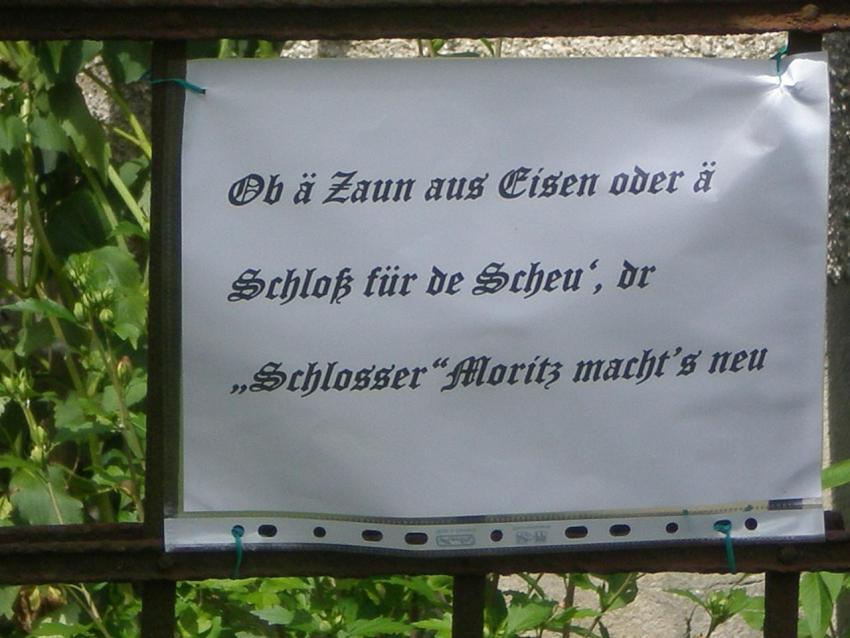 Ob ä Zaun aus Eisen oder ä
Schloß für de Scheu‘, dr
„Schlosser“Moritz macht's neu